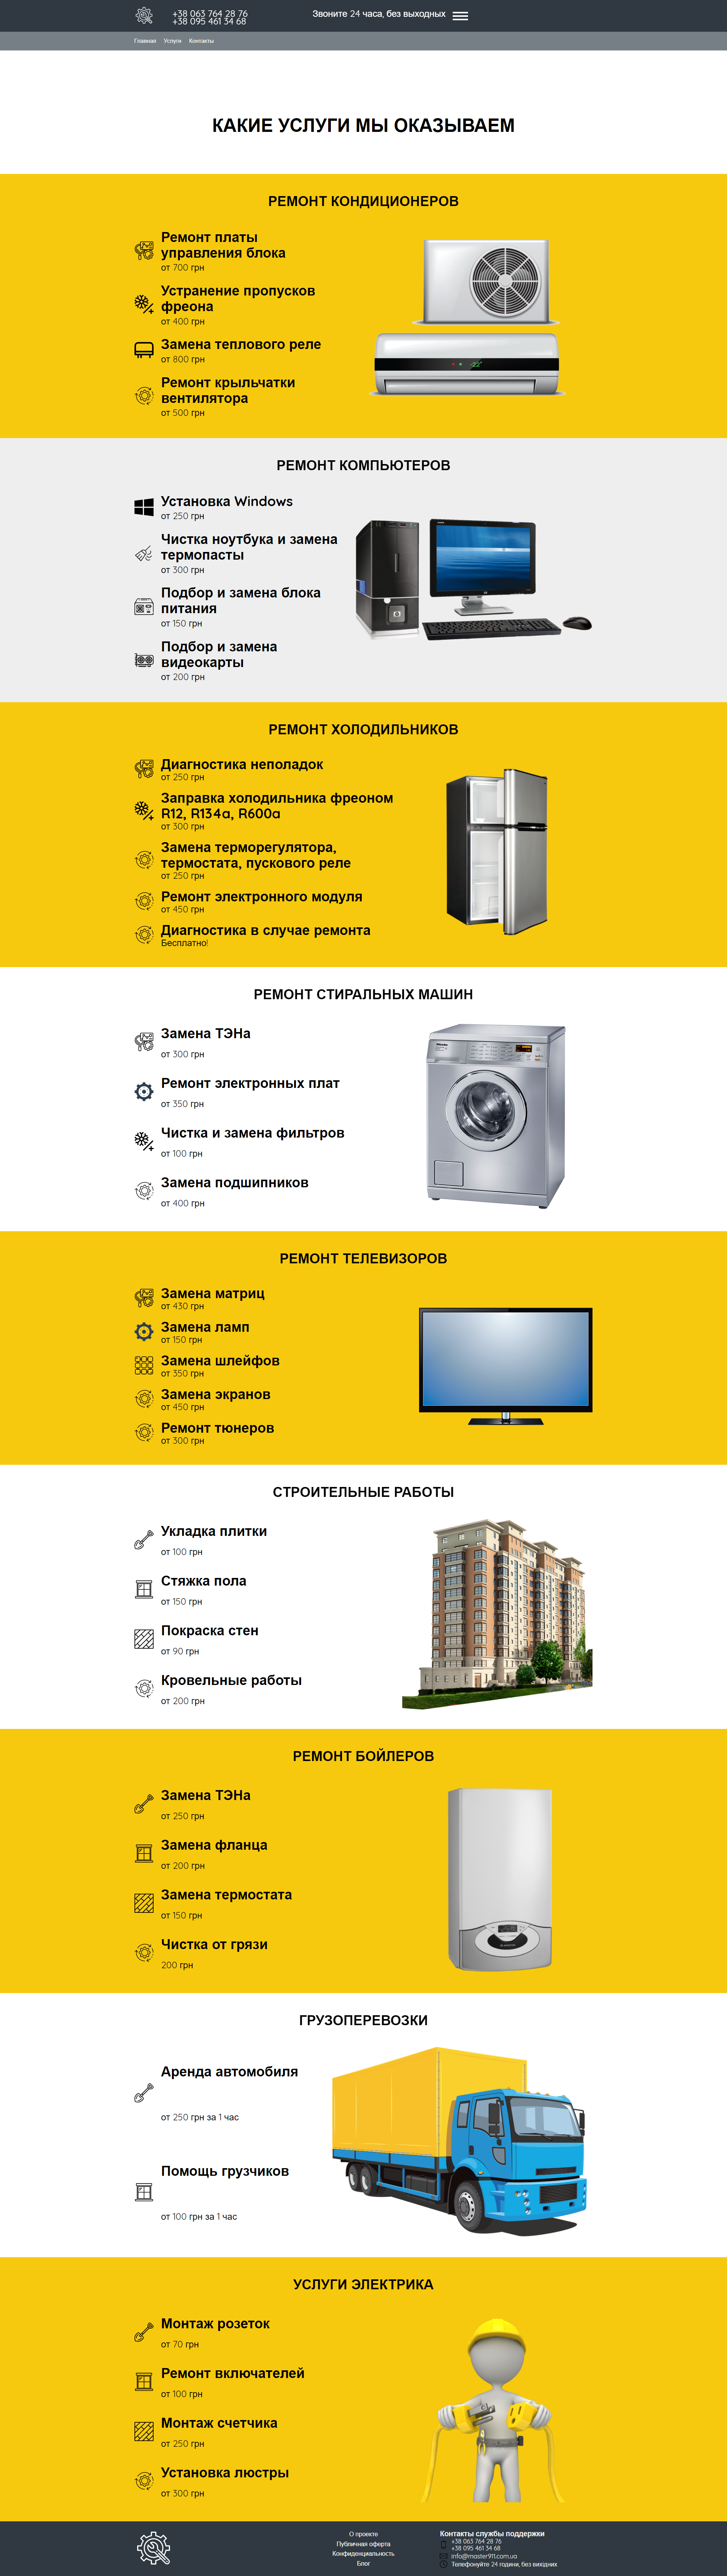 +38 063 764 28 76
+38 095 461 34 68
Звоните 24 часа, без выходных
Главная Услуги Контакты
КАКИЕ УСЛУГИ МЫ ОКАЗЫВАЕМ
РЕМОНТ КОНДИЦИОНЕРОВ
Ремонт платы
управления блока
от 700 грн
Устранение пропусков
фреона
от 400 грн
Замена теплового реле
от 800 грн
Ремонт крыльчатки
вентилятора
от 500 грн
22°
РЕМОНТ КОМПЬЮТЕРОВ
Установка Windows
от 250 грн
Чистка ноутбука и замена
термопасты
от 300 грн
Подбор и замена блока
питания
от 150 грн
Подбор и замена
видеокарты
от 200 грн
РЕМОНТ ХОЛОДИЛЬНИКОВ
Диагностика неполадок
от 250 грн
Заправка холодильника фреоном
R12, R134a, R600a
от 300 грн
Замена терморегулятора,
термостата, пускового реле
от 250 грн
Ремонт электронного модуля
от 450 грн
Диагностика в случае ремонта
Бесплатно!
РЕМОНТ СТИРАЛЬНЫХ МАШИН
Замена ТЭНа
от 300 грн
Ремонт электронных плат
от 350 грн
Чистка и замена фильтров
от 100 грн
Замена подшипников
от 400 грн
РЕМОНТ ТЕЛЕВИЗОРОВ
Замена матриц
от 430 грн
Замена ламп
от 150 грн
Замена шлейфов
от 350 грн
Замена экранов
от 450 грн
Ремонт тюнеров
от 300 грн
СТРОИТЕЛЬНЫЕ РАБОТЫ
Укладка плитки
от 100 грн
Стяжка пола
от 150 грн
Покраска стен
от 90 грн
Кровельные работы
от 200 грн
РЕМОНТ БОЙЛЕРОВ
Замена ТЭНа
от 250 грн
Замена фланца
от 200 грн
Замена термостата
от 150 грн
Чистка от грязи
200 грн
ГРУЗОПЕРЕВОЗКИ
Аренда автомобиля
от 250 грн за 1 час
Помощь грузчиков
от 100 грн за 1 час
УСЛУГИ ЭЛЕКТРИКА
Монтаж розеток
от 70 грн
Ремонт включателей
от 100 грн
Монтаж счетчика
от 250 грн
Установка люстры
от 300 грн
О проекте
Публичная оферта
Конфиденциальность
Блог
Контакты службы поддержки
+38 063 764 28 76
+38 095 461 34 68
info@master911.com.ua
Телефонуйте 24 години, без вихідних